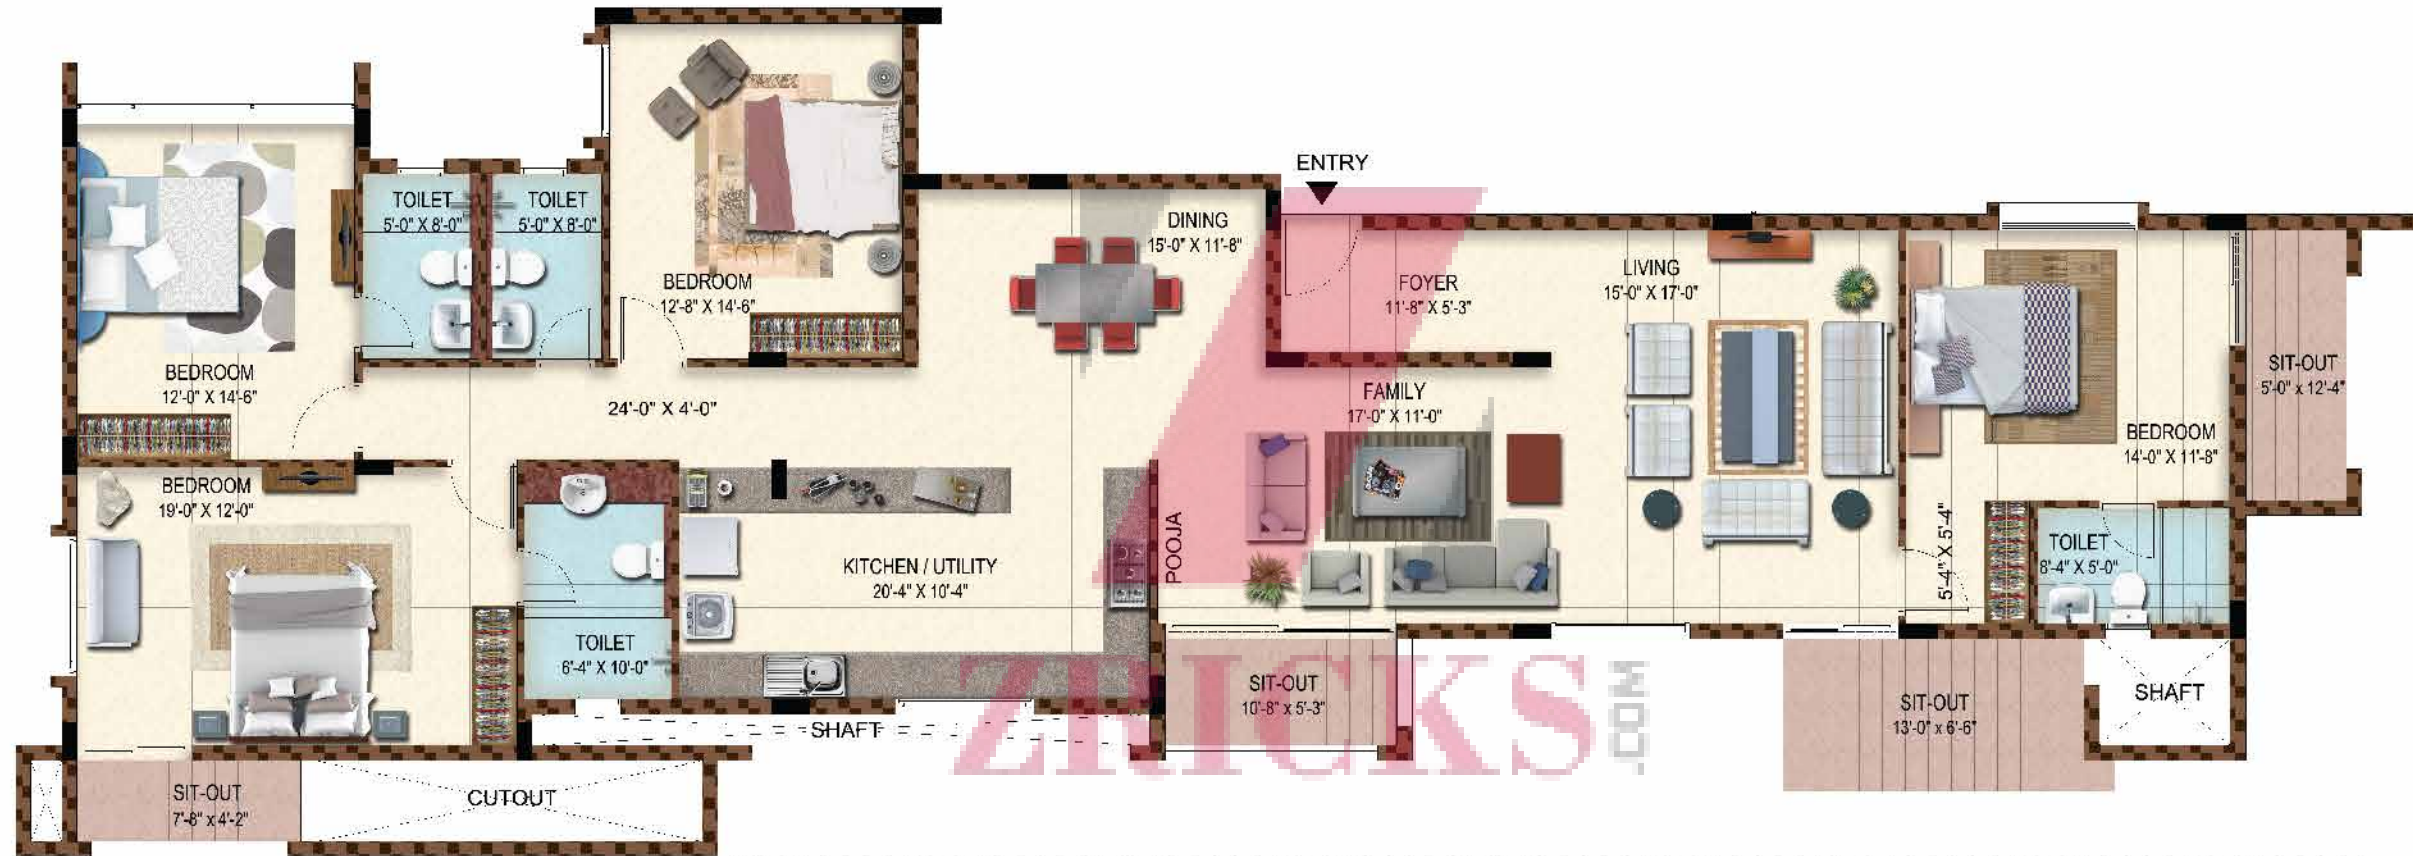 ENTRY
TOILET
5'-0" X 8'-0"
TOILET
5'-0" X 8'-0"
BEDROOM
12'-8" X 14'-6"
DINING
15'-0" X 11'-8"
FOYER
11'-8" X 5'-3"
LIVING
15'-0" X 17'-0"
SIT-OUT
5'-0" x 12'-4"
BEDROOM
12'-0" X 14'-6"
24'-0" X 4'-0"
FAMILY
17'-0" X 11'-0"
BEDROOM
14'-0" X 11'-8"
BEDROOM
19'-0" X 12'-0"
POOJA
5'-4" X 5'-4"
TOILET
8'-4" X 5'-0"
KITCHEN / UTILITY
20'-4" X 10'-4"
TOILET
6'-4" X 10'-0"
SIT-OUT
10'-8" x 5'-3"
SIT-OUT
13'-0" x 6'-6"
SHAFT
SHAFT
ZRICKS
.COM
SIT-OUT
7'-8" x 4'-2"
CUTOUT